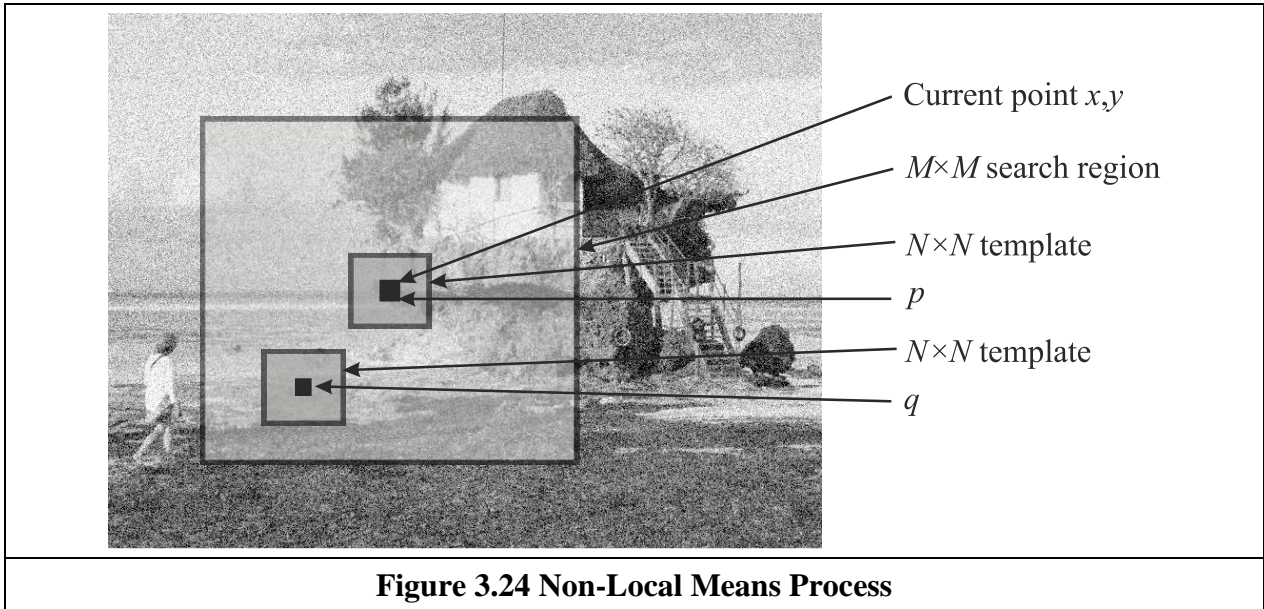 Current point x,y
M×M search region
N×N template
p
N×N template
q
Figure 3.24 Non-Local Means Process